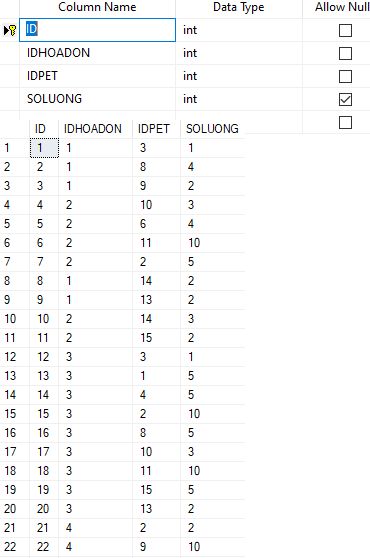 Column Name Data Type Allow Null
ID int
IDHOADON int
IDPET int
SOLUONG int
ID IDHOADON IDPET SOLUONG
1 1 1 3 1
2 2 1 8 4
3 3 1 9 2
4 4 2 10 3
5 5 2 6 4
6 6 2 11 10
7 7 2 2 5
8 8 1 14 2
9 9 1 13 2
10 10 2 14 3
11 11 2 15 2
12 12 3 3 1
13 13 3 1 5
14 14 3 4 5
15 15 3 2 10
16 16 3 8 5
17 17 3 10 3
18 18 3 11 10
19 19 3 15 5
20 20 3 13 2
21 21 4 2 2
22 22 4 9 10